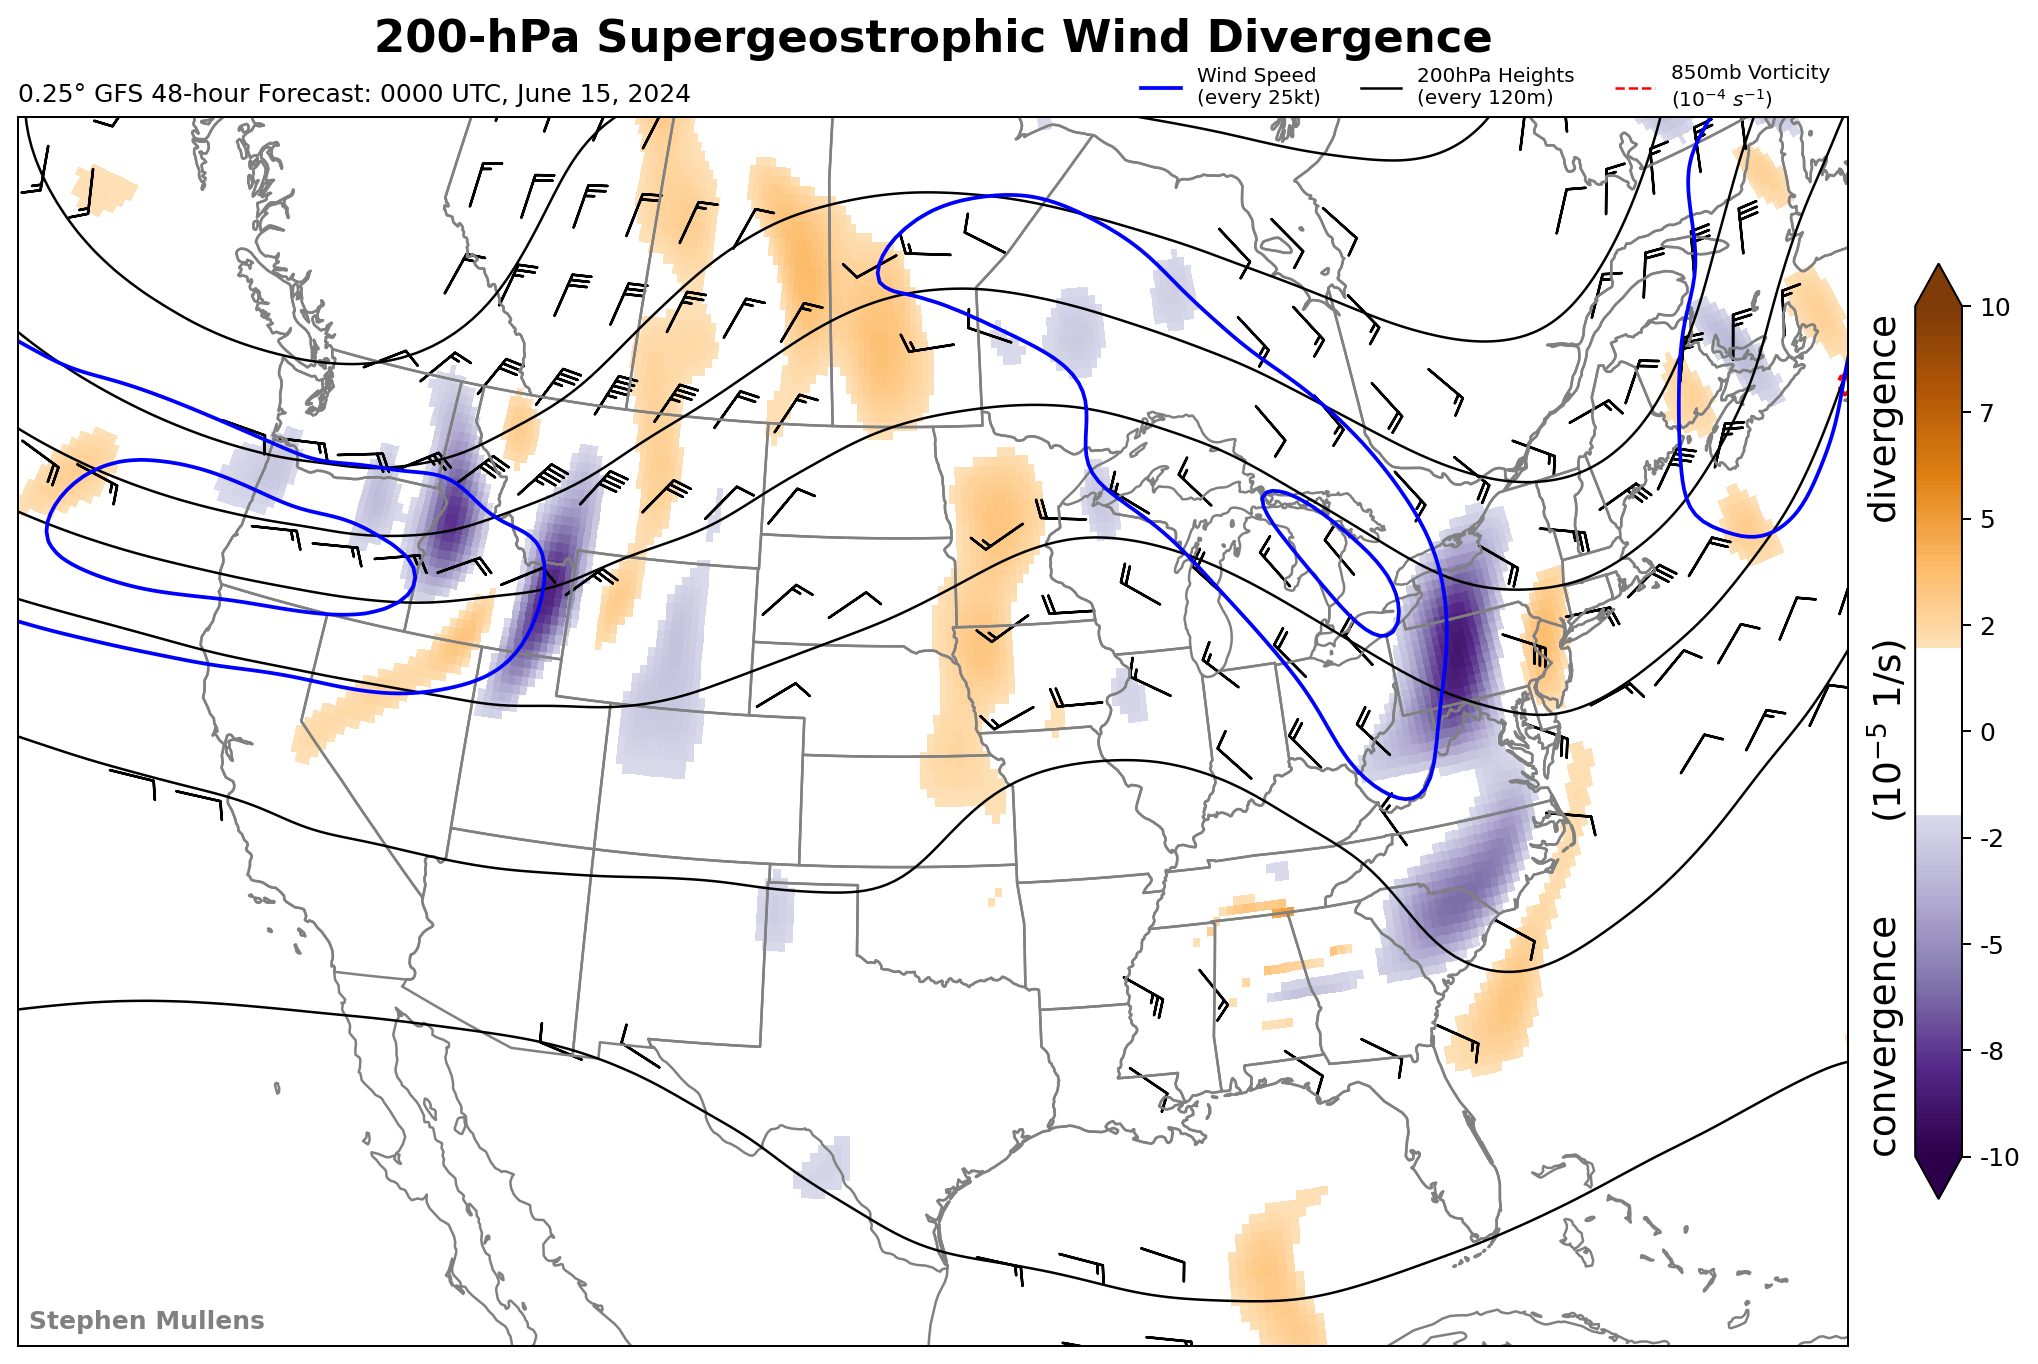 200-hPa Supergeostrophic Wind Divergence
0.25° GFS 48-hour Forecast: 0000 UTC, June 15, 2024
Wind Speed
(every 25kt)
200hPa Heights
(every 120m)
850mb Vorticity
(10⁻⁴ s⁻¹)
10
7
5
2
0
-2
-5
-8
-10
convergence (10⁻⁵ 1/s) divergence
Stephen Mullens